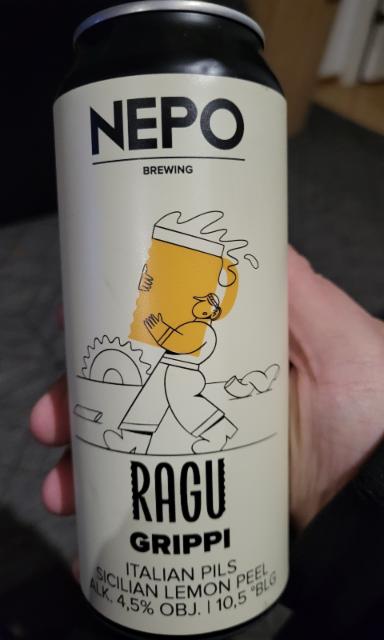 NEPO
BREWING
RAGU
GRIPPI
ITALIAN PILS
SICILIAN LEMON PEEL
ALK. 4,5% OBJ. | 10,5 °BLG